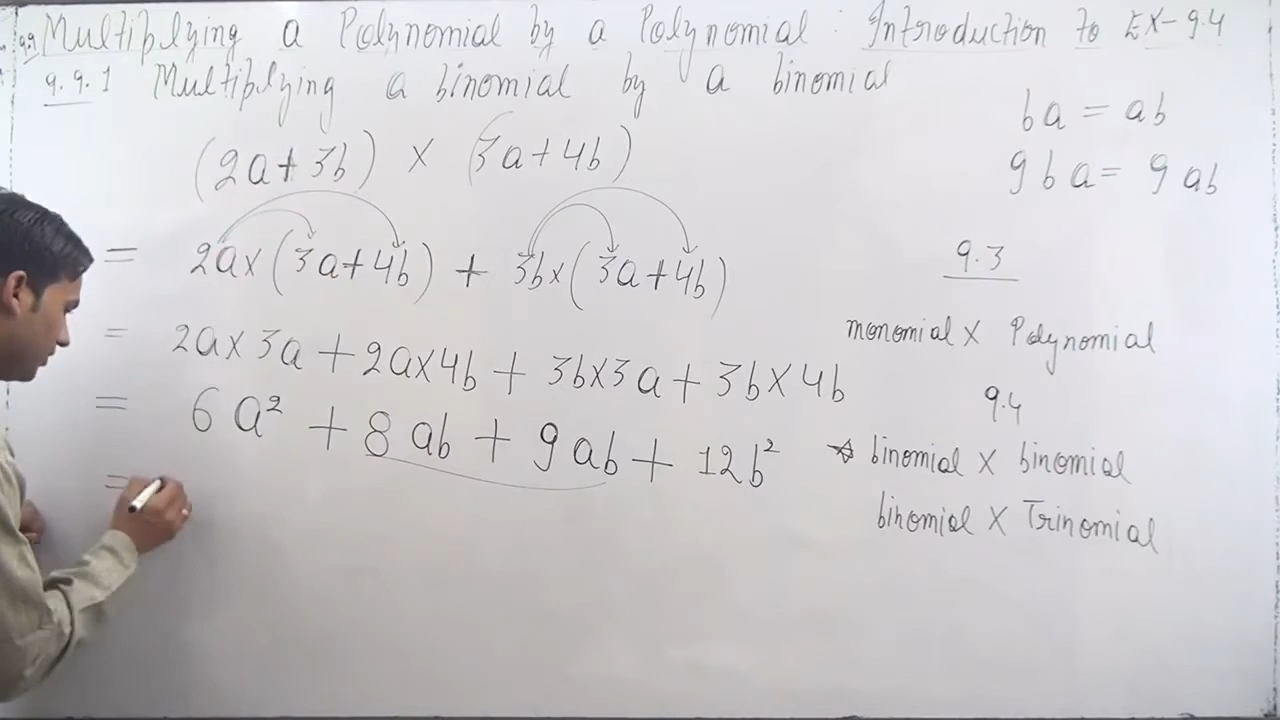 9.9 Multiplying a Polynomial by a Polynomial : Introduction to EX-9.4
9.9.1 Multiplying a binomial by a binomial
(2a+3b) × (3a+4b)
= 2a×(3a+4b) + 3b×(3a+4b)
= 2a×3a+2a×4b+3b×3a+3b×4b
= 6a²+8ab+9ab+12b²
=
ba = ab
9ba = 9ab
9.3
monomial × Polynomial
9.4
☆ binomial × binomial
binomial × Trinomial